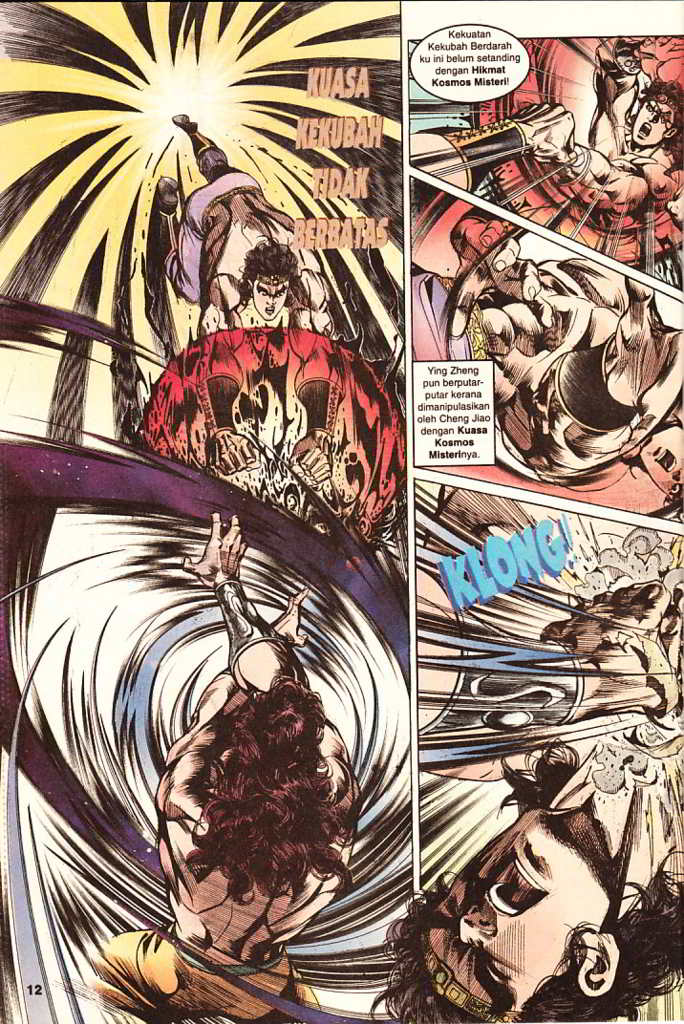 KUASA
KEKUBAH
TIDAK
BERBATAS
Kekuatan
Kekubah Berdarah
ku ini belum setanding
dengan Hikmat
Kosmos Misteri!
Ying Zheng
pun berputar-
putar kerana
dimanipulasikan
oleh Cheng Jiao
dengan Kuasa
Kosmos
Misterinya.
KLONG!
12